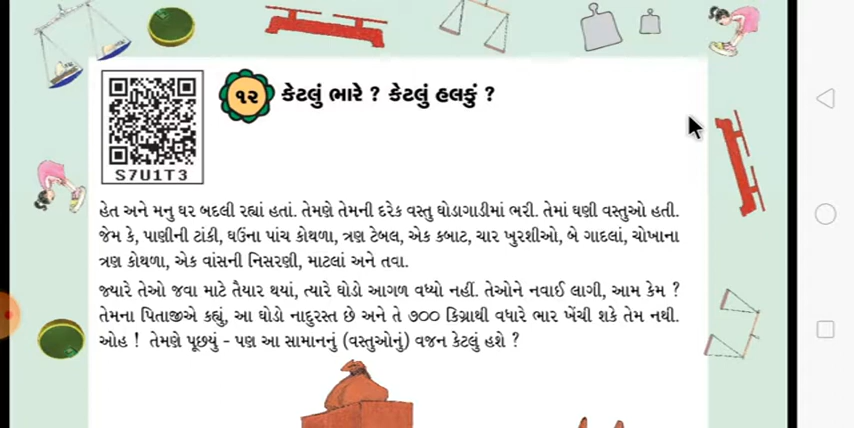 ૧૨ કેટલું ભારે ? કેટલું હલકું ?
S7U1T3
હેત અને મનુ ઘર બદલી રહ્યાં હતાં. તેમણે તેમની દરેક વસ્તુ ઘોડાગાડીમાં ભરી. તેમાં ઘણી વસ્તુઓ હતી.
જેમ કે, પાણીની ટાંકી, ઘઉંના પાંચ કોથળા, ત્રણ ટેબલ, એક કબાટ, ચાર ખુરશીઓ, બે ગાદલાં, ચોખાના
ત્રણ કોથળા, એક વાંસની નિસરણી, માટલાં અને તવા.
જ્યારે તેઓ જવા માટે તૈયાર થયાં, ત્યારે ઘોડો આગળ વધ્યો નહીં. તેઓને નવાઈ લાગી, આમ કેમ ?
તેમના પિતાજીએ કહ્યું, આ ઘોડો નાદુરસ્ત છે અને તે ૭૦૦ કિગ્રાથી વધારે ભાર ખેંચી શકે તેમ નથી.
ઓહ ! તેમણે પૂછ્યું - પણ આ સામાનનું (વસ્તુઓનું) વજન કેટલું હશે ?